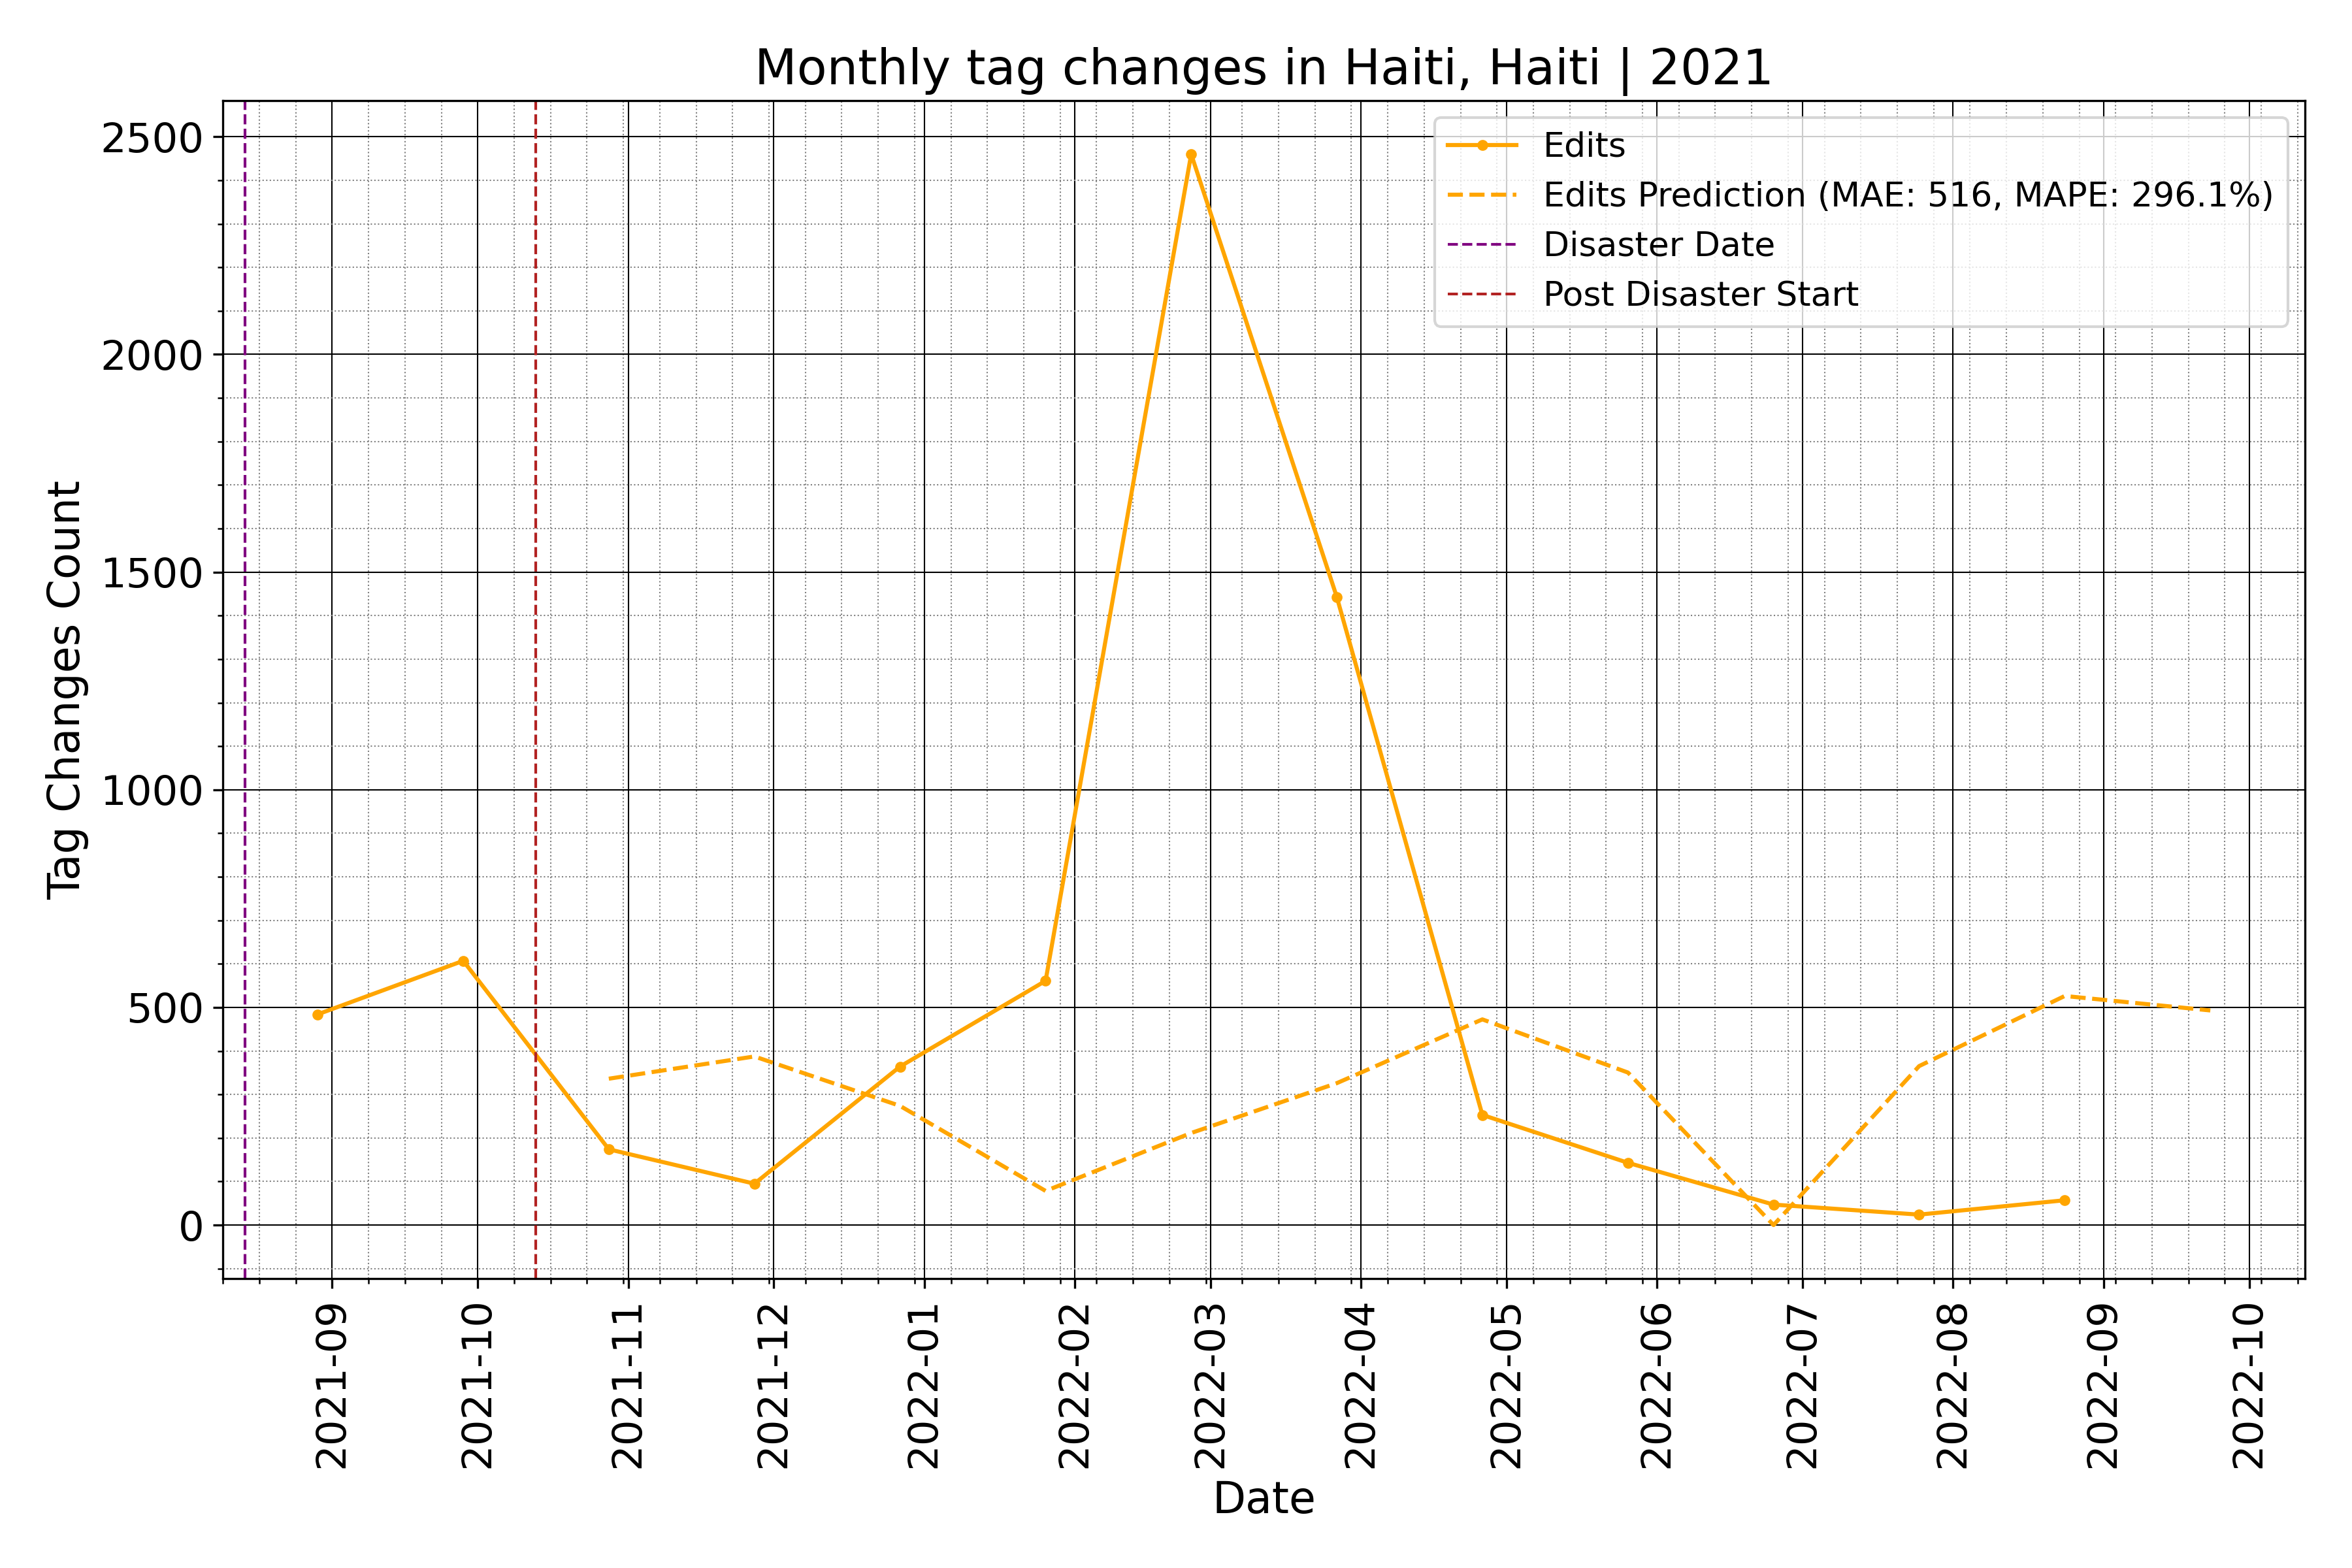 Monthly tag changes in Haiti, Haiti | 2021
Edits
Edits Prediction (MAE: 516, MAPE: 296.1%)
Disaster Date
Post Disaster Start
Tag Changes Count
2500
2000
1500
1000
500
0
2021-09
2021-10
2021-11
2021-12
2022-01
2022-02
2022-03
2022-04
2022-05
2022-06
2022-07
2022-08
2022-09
2022-10
Date